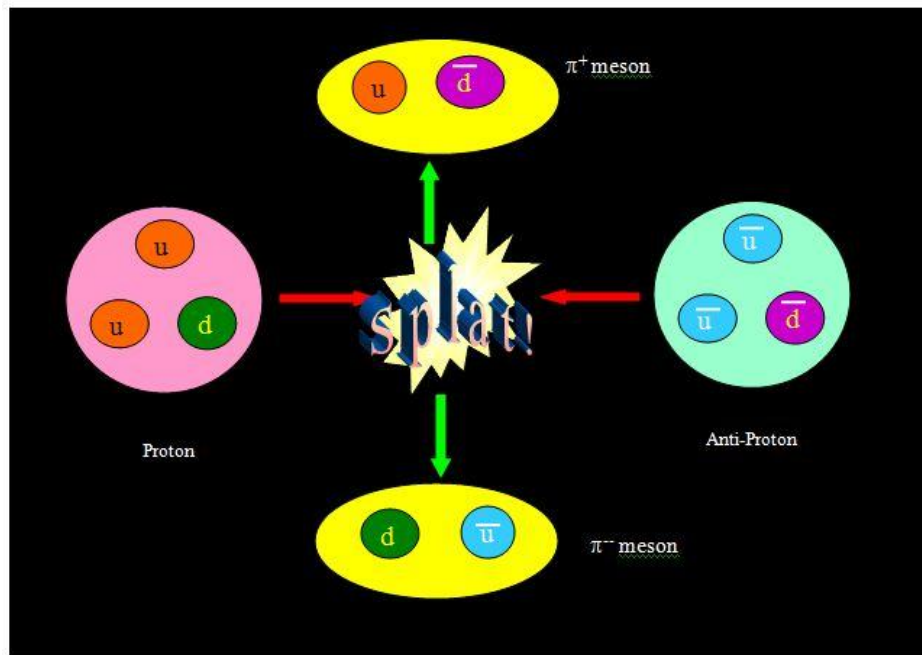 u d̅
π⁺ meson
u
u d
Proton
Splat!
u̅
u̅ d̅
Anti-Proton
d u̅
π⁻⁻ meson